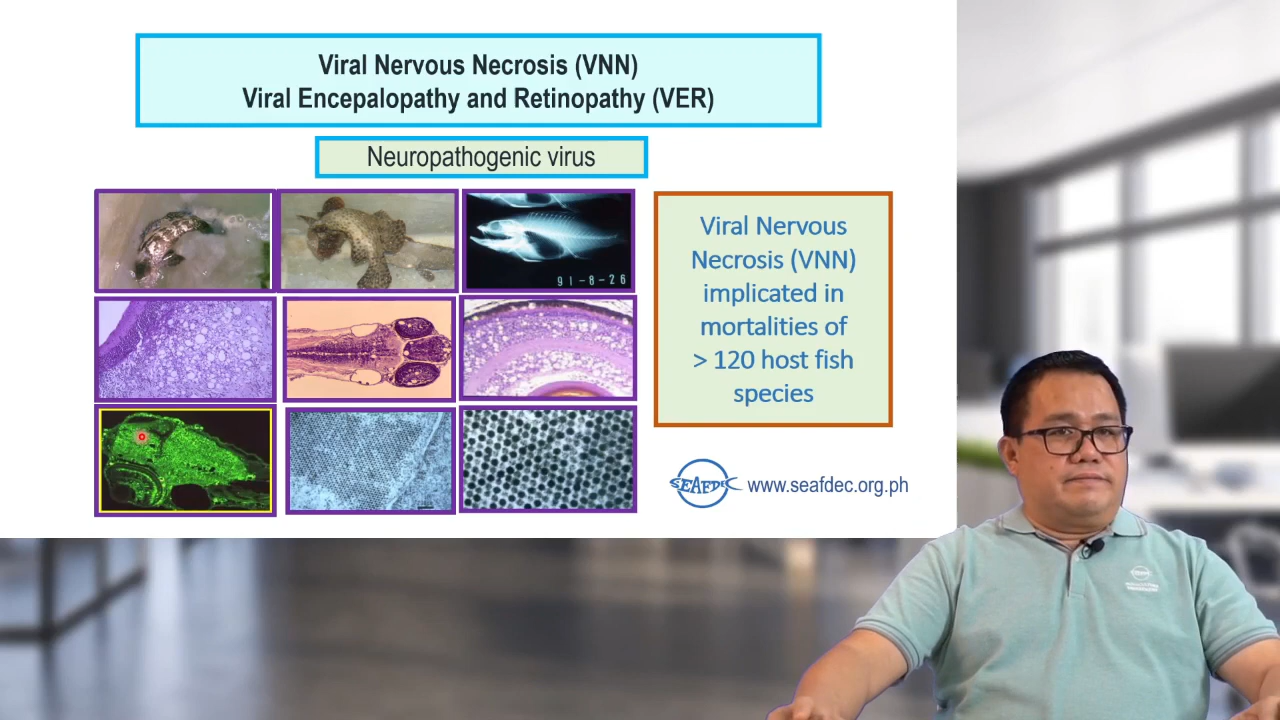 Viral Nervous Necrosis (VNN)
Viral Encepalopathy and Retinopathy (VER)
Neuropathogenic virus
91-8-26
Viral Nervous
Necrosis (VNN)
implicated in
mortalities of
> 120 host fish
species
SEAFDEC
www.seafdec.org.ph